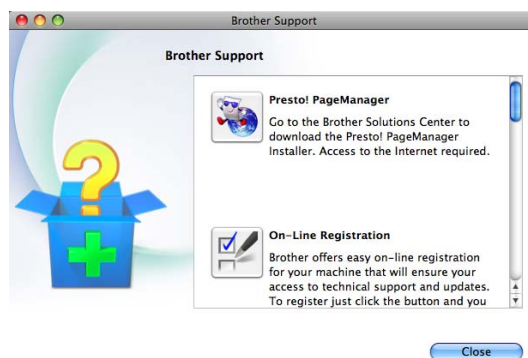 Brother Support
Brother Support
Presto! PageManager
Go to the Brother Solutions Center to
download the Presto! PageManager
Installer. Access to the Internet required.
On-Line Registration
Brother offers easy on-line registration
for your machine that will ensure your
access to technical support and updates.
To register just click the button and you
Close